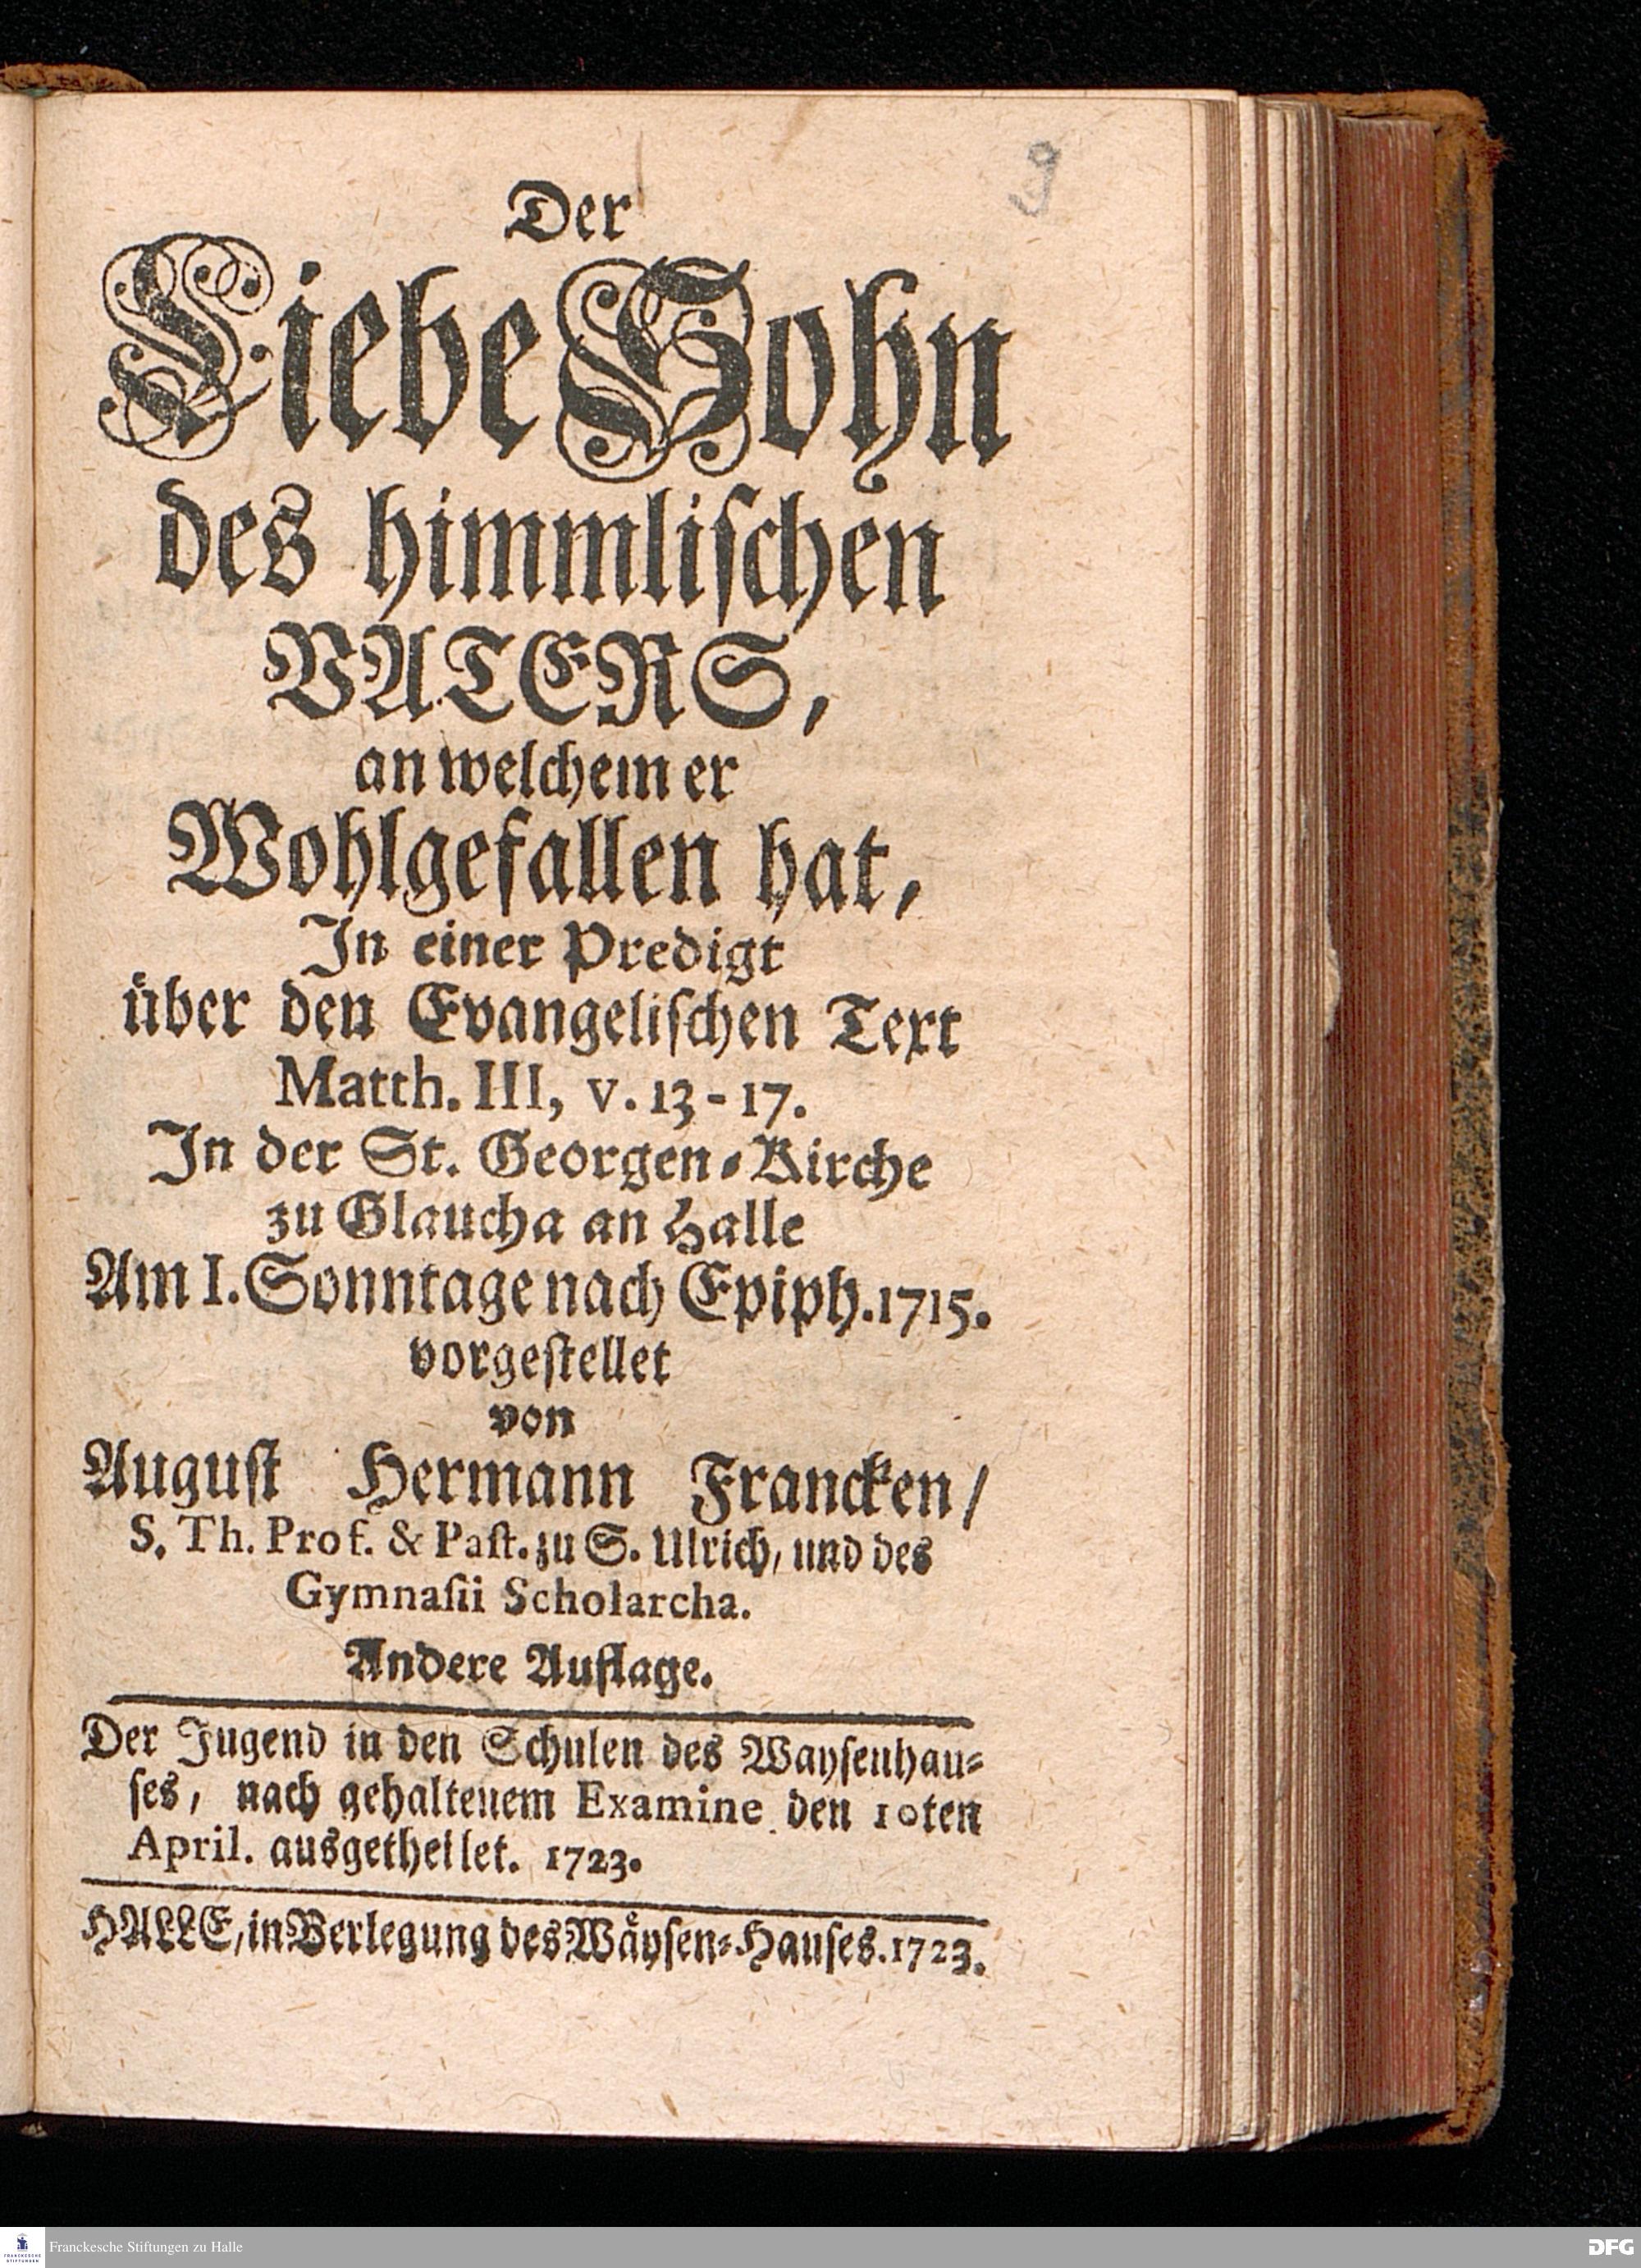 9
Der
Liebe Sohn
des himmlischen
VATERS,
an welchem er
Wohlgefallen hat,
In einer Predigt
über den Evangelischen Text
Matth. III, v. 13-17.
In der St. Georgen-Kirche
zu Glaucha an Halle
Am I. Sonntage nach Epiph. 1715.
vorgestellet
von
August Hermann Francken/
S. Th. Prof. & Past. zu S. Ulrich, und des
Gymnasii Scholarcha.
Andere Auflage.
Der Jugend in den Schulen des Waysenhau-
ses, nach gehaltenem Examine den 10ten
April. ausgetheilet. 1723.
HALLE, in Verlegung des Wäysen-Hauses. 1723.
FRANCKESCHE
STIFTUNGEN
Franckesche Stiftungen zu Halle
DFG